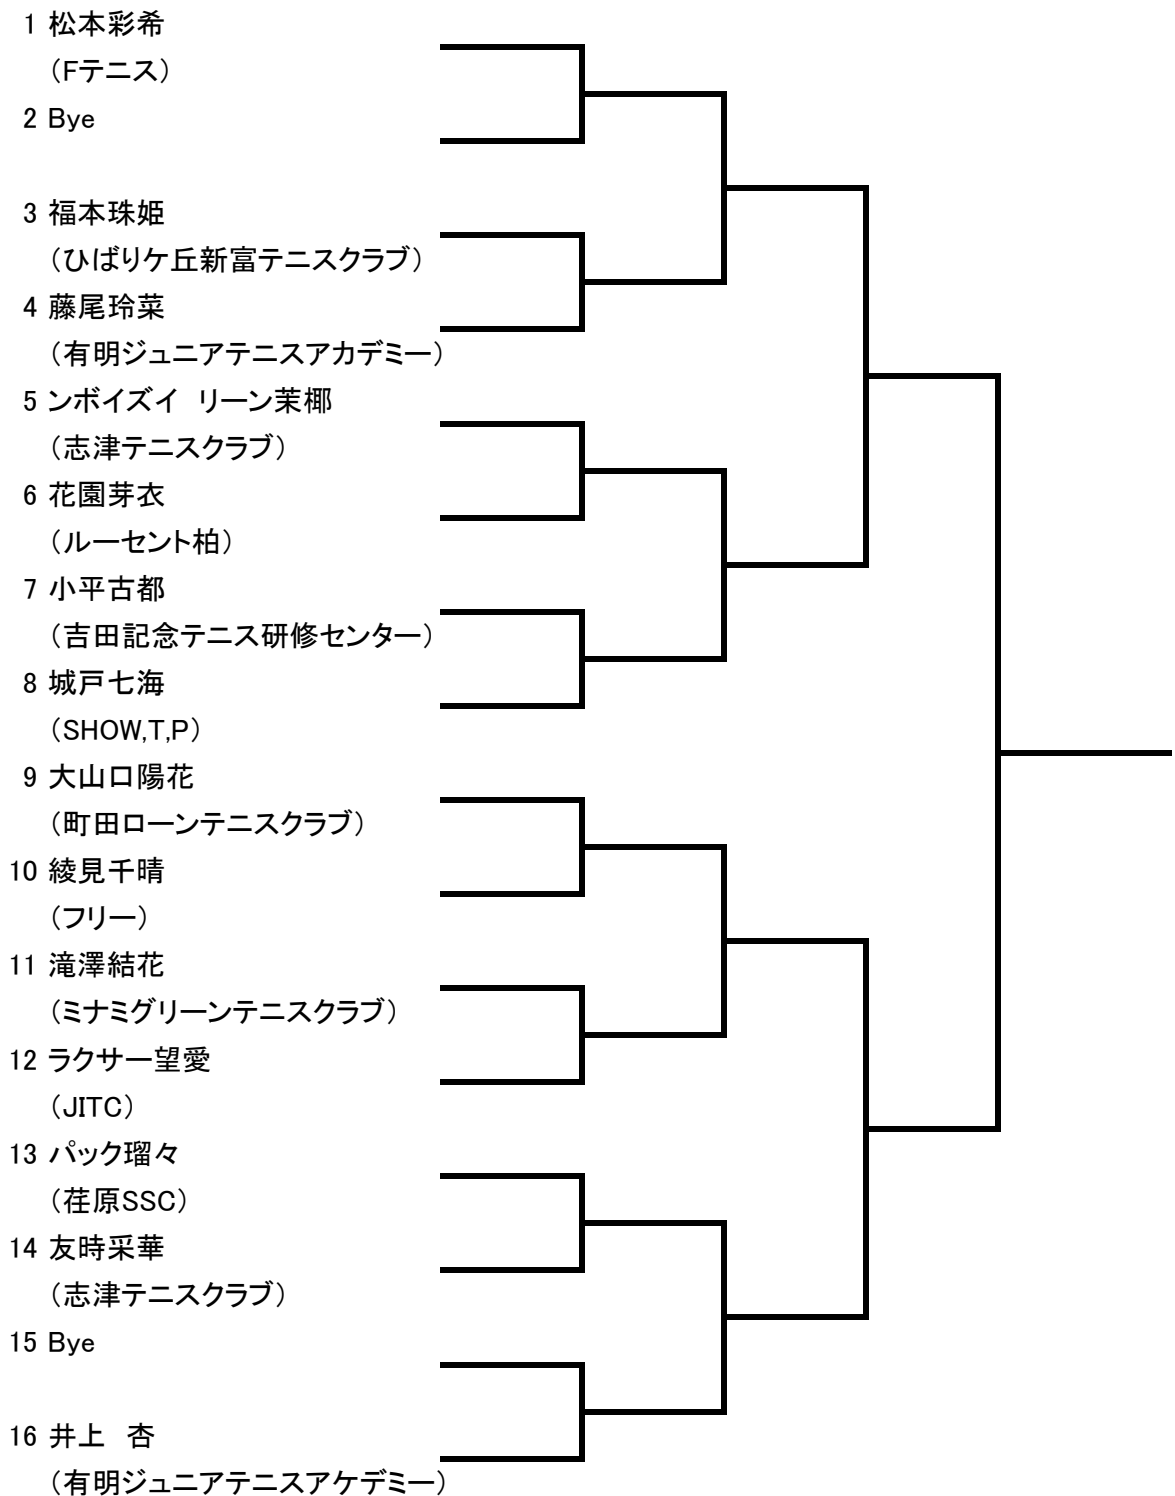 1 松本彩希
（Fテニス）
2 Bye
3 福本珠姫
（ひばりケ丘新富テニスクラブ）
4 藤尾玲菜
（有明ジュニアテニスアカデミー）
5 ンボイズイ　リーン茉椰
（志津テニスクラブ）
6 花園芽衣
（ルーセント柏）
7 小平古都
（吉田記念テニス研修センター）
8 城戸七海
（SHOW,T,P）
9 大山口陽花
（町田ローンテニスクラブ）
10 綾見千晴
（フリー）
11 滝澤結花
（ミナミグリーンテニスクラブ）
12 ラクサー望愛
（JITC）
13 パック瑠々
（荏原SSC）
14 友時采華
（志津テニスクラブ）
15 Bye
16 井上　杏
（有明ジュニアテニスアケデミー）